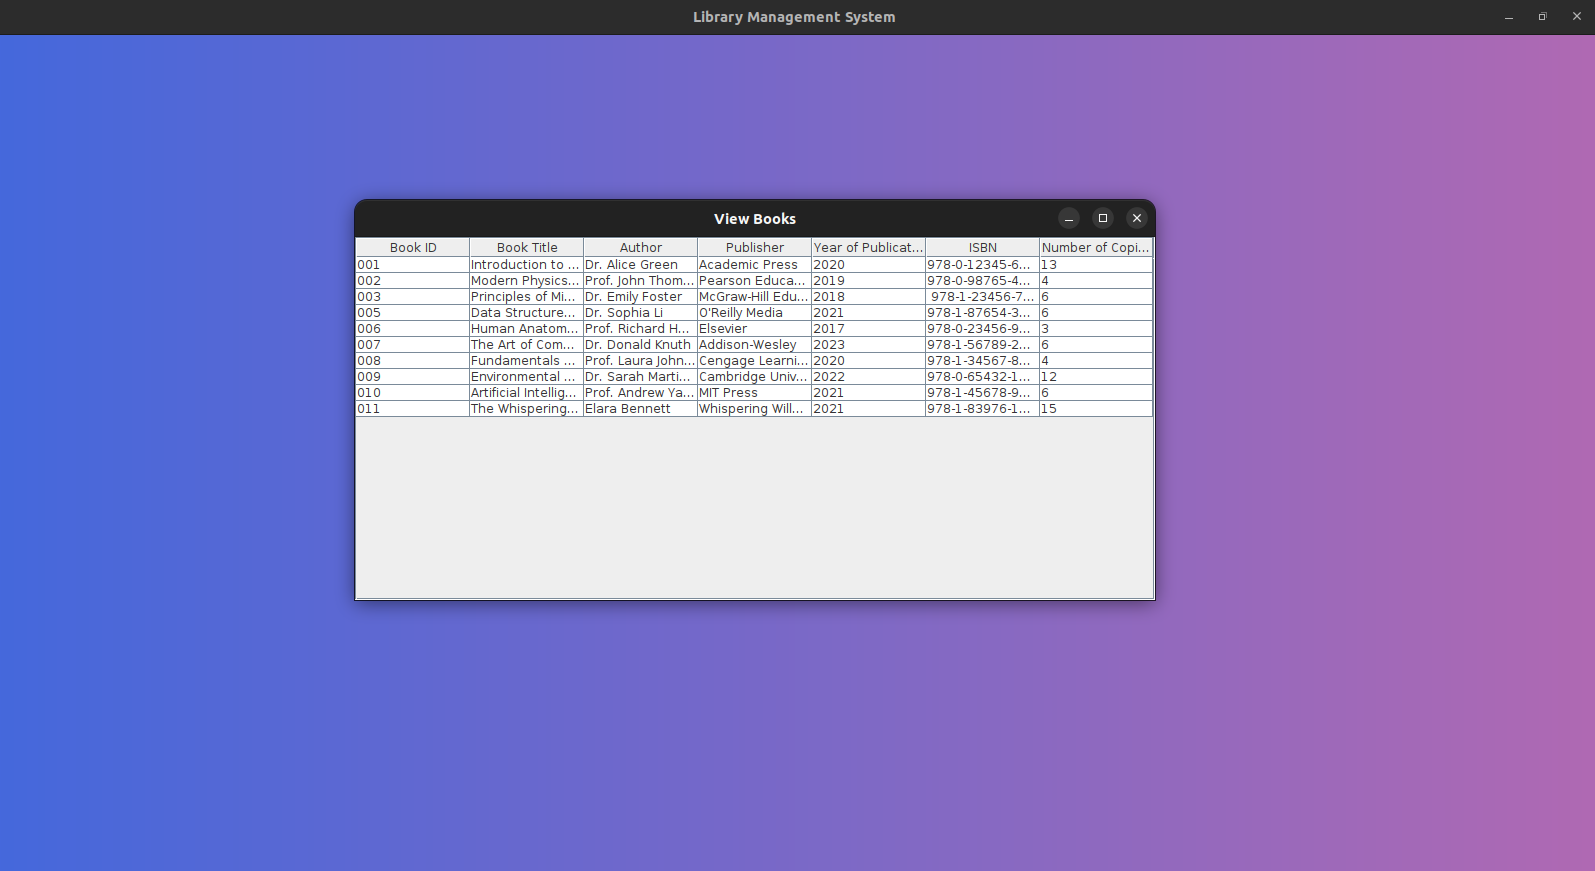 Library Management System
View Books
Book ID Book Title Author Publisher Year of Publicat... ISBN Number of Copi...
001 Introduction to ... Dr. Alice Green Academic Press 2020 978-0-12345-6... 13
002 Modern Physics... Prof. John Thom... Pearson Educa... 2019 978-0-98765-4... 4
003 Principles of Mi... Dr. Emily Foster McGraw-Hill Edu... 2018 978-1-23456-7... 6
005 Data Structure... Dr. Sophia Li O'Reilly Media 2021 978-1-87654-3... 6
006 Human Anatom... Prof. Richard H... Elsevier 2017 978-0-23456-9... 3
007 The Art of Com... Dr. Donald Knuth Addison-Wesley 2023 978-1-56789-2... 6
008 Fundamentals ... Prof. Laura John... Cengage Learni... 2020 978-1-34567-8... 4
009 Environmental ... Dr. Sarah Marti... Cambridge Univ... 2022 978-0-65432-1... 12
010 Artificial Intellig... Prof. Andrew Ya... MIT Press 2021 978-1-45678-9... 6
011 The Whispering... Elara Bennett Whispering Will... 2021 978-1-83976-1... 15